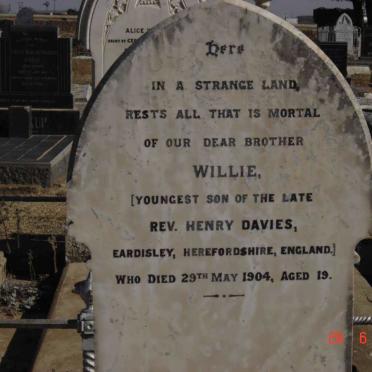 ALICE
Here
IN A STRANGE LAND,
RESTS ALL THAT IS MORTAL
OF OUR DEAR BROTHER
WILLIE,
[YOUNGEST SON OF THE LATE
REV. HENRY DAVIES,
EARDISLEY, HEREFORDSHIRE, ENGLAND.]
WHO DIED 29TH MAY 1904, AGED 19.